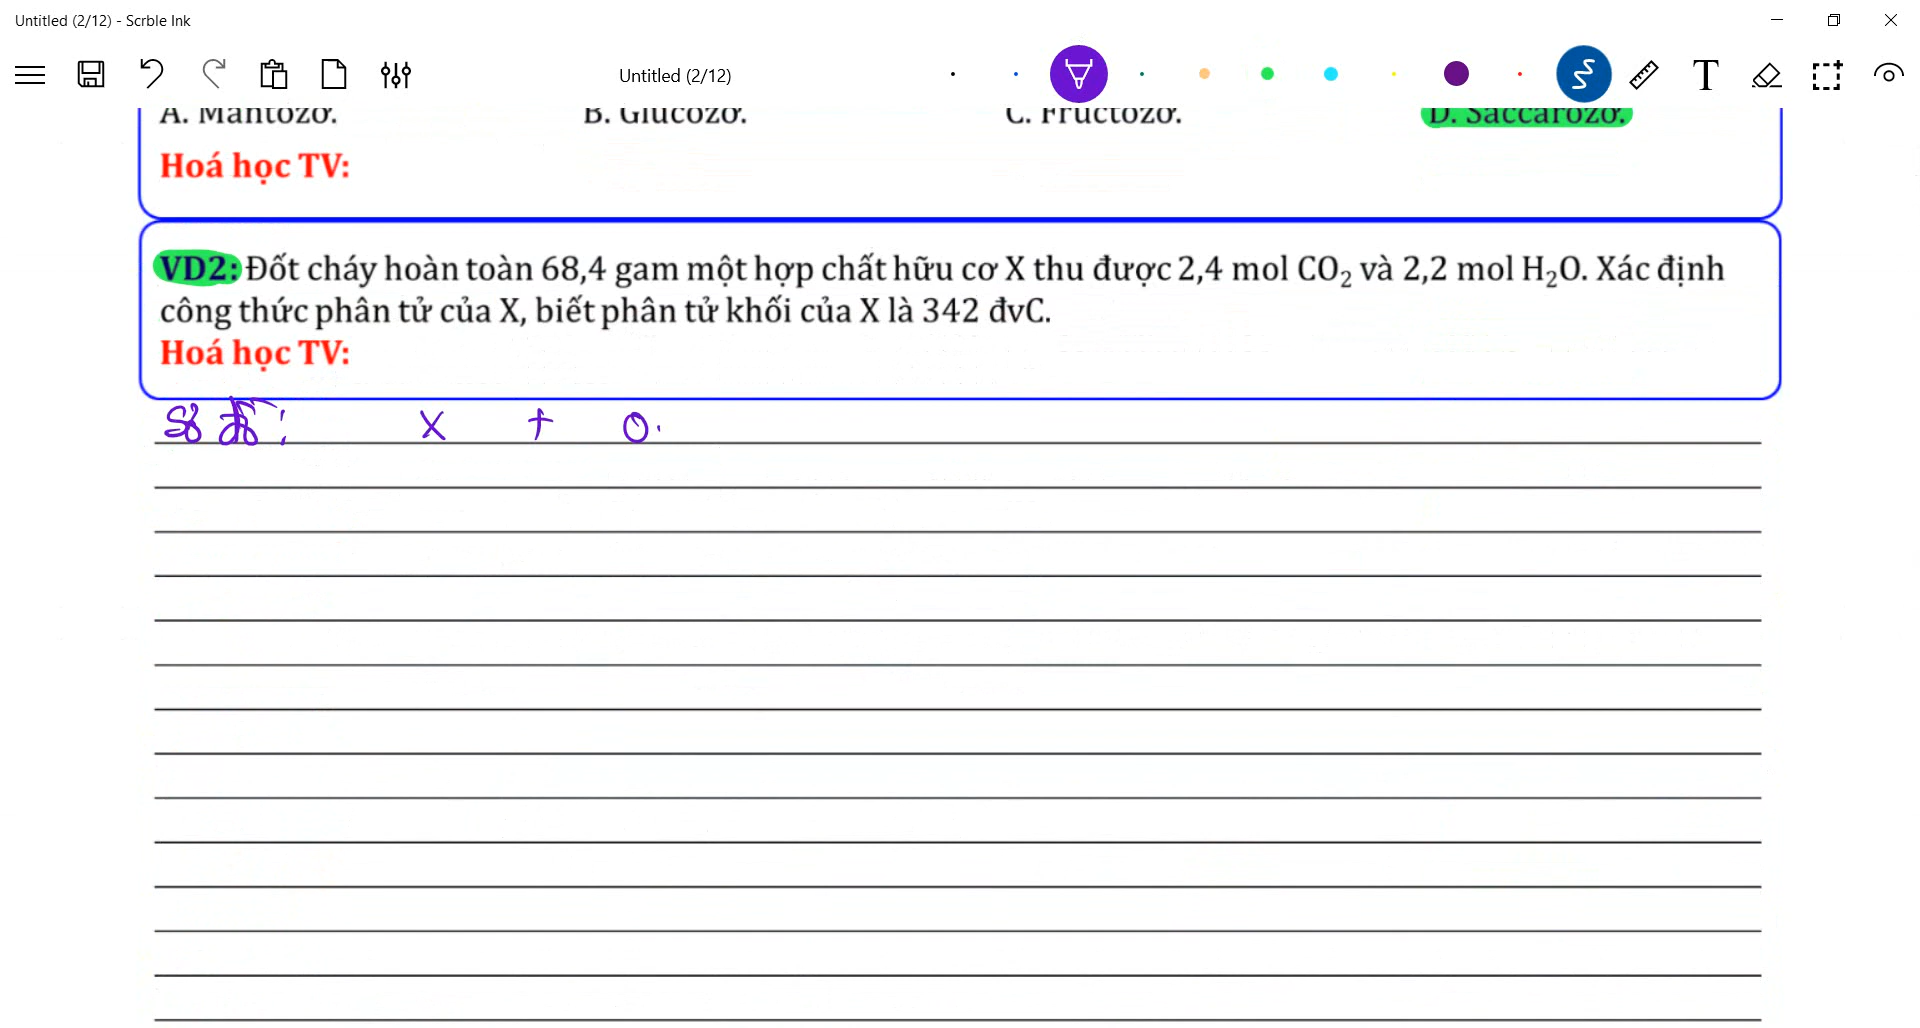 Untitled (2/12) - Scrble Ink
Untitled (2/12)
T
A. Mantozơ. B. Glucozơ. C. Fructozơ. D. Saccarozơ.
Hoá học TV:
VD2: Đốt cháy hoàn toàn 68,4 gam một hợp chất hữu cơ X thu được 2,4 mol CO₂ và 2,2 mol H₂O. Xác định
công thức phân tử của X, biết phân tử khối của X là 342 đvC.
Hoá học TV:
Sơ đồ: X + O